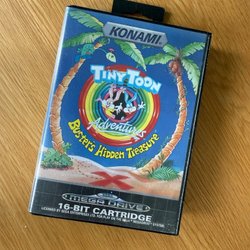 KONAMI
TINY TOON
Adventures
Buster's Hidden Treasure
MEGA DRIVE
16-BIT CARTRIDGE